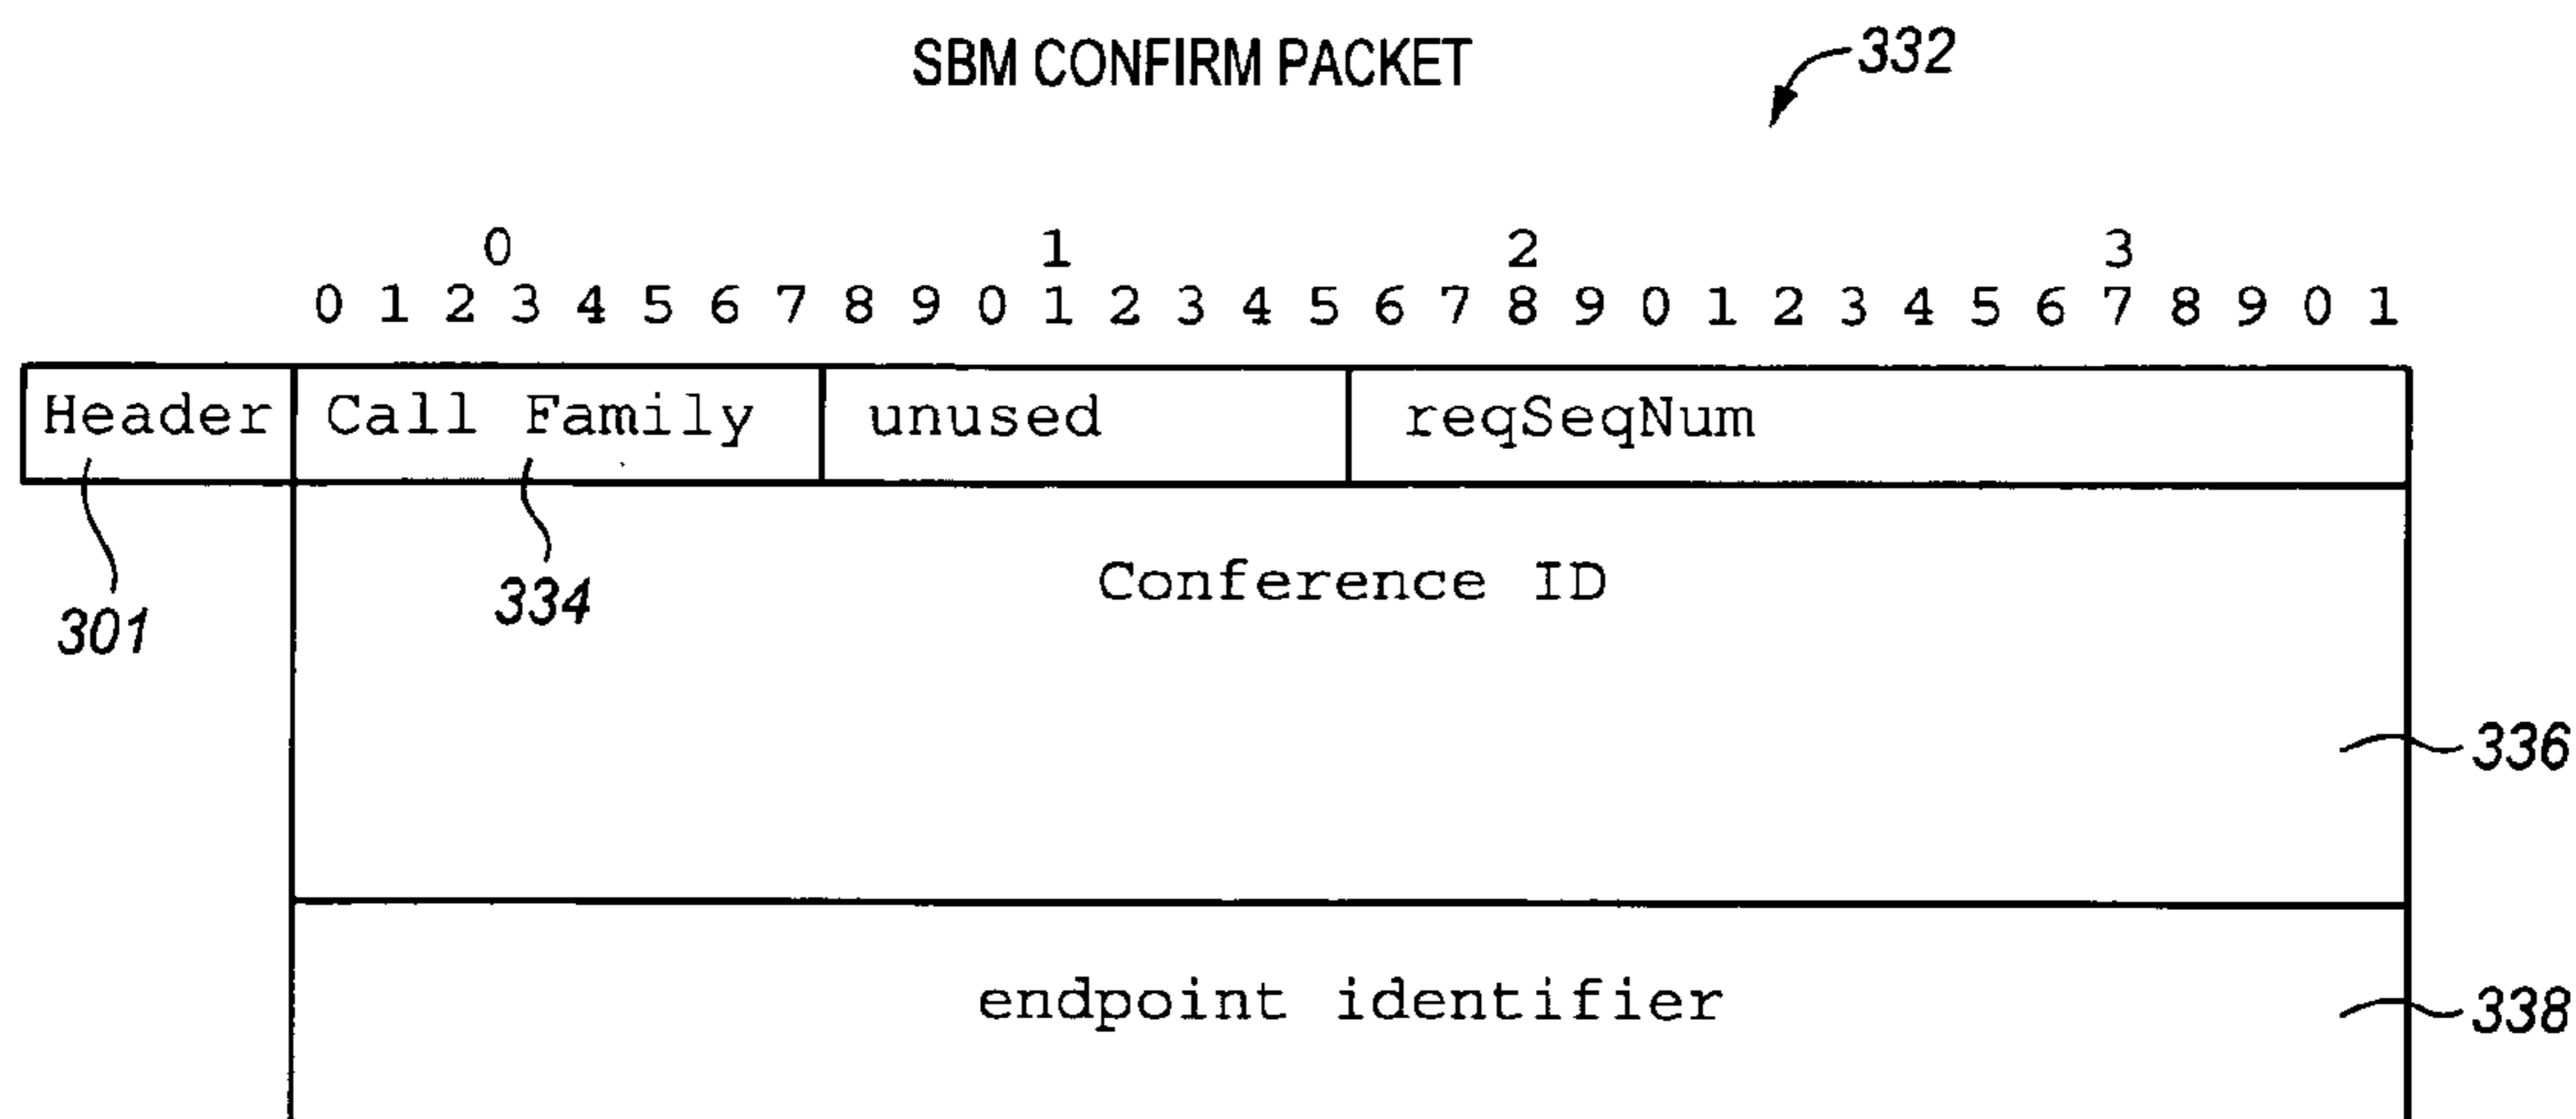 SBM CONFIRM PACKET
332
0 1 2 3
0 1 2 3 4 5 6 7 8 9 0 1 2 3 4 5 6 7 8 9 0 1 2 3 4 5 6 7 8 9 0 1
Header Call Family unused reqSeqNum
301
334
Conference ID
336
endpoint identifier
338